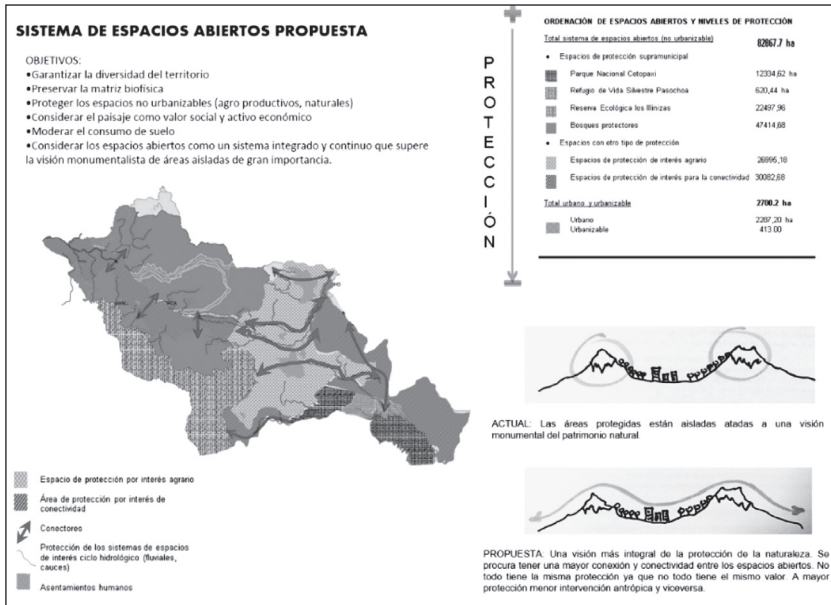 SISTEMA DE ESPACIOS ABIERTOS PROPUESTA
OBJETIVOS:
•Garantizar la diversidad del territorio
•Preservar la matriz biofísica
•Proteger los espacios no urbanizables (agro productivos, naturales)
•Considerar el paisaje como valor social y activo económico
•Moderar el consumo de suelo
•Considerar los espacios abiertos como un sistema integrado y continuo que supere
la visión monumentalista de áreas aisladas de gran importancia.
Espacio de protección por interés agrario
Área de protección por interés de
conectividad
Conectores
Protección de los sistemas de espacios
de interés ciclo hidrológico (fluviales,
cauces)
Asentamientos humanos
PROTECCIÓN
ORDENACIÓN DE ESPACIOS ABIERTOS Y NIVELES DE PROTECCIÓN
Total sistema de espacios abiertos (no urbanizable) 82867.7 ha
• Espacios de protección supramunicipal
Parque Nacional Cotopaxi 12334,62 ha
Refugio de Vida Silvestre Pasochoa 620,44 ha
Reserva Ecológica los Illinizas 22497,96
Bosques protectores 47414,68
• Espacios con otro tipo de protección
Espacios de protección de interés agrario 26995,18
Espacios de protección de interés para la conectividad 30082,68
Total urbano y urbanizable 2700.2 ha
Urbano 2287,20 ha
Urbanizable 413.00
ACTUAL: Las áreas protegidas están aisladas atadas a una visión
monumental del patrimonio natural
PROPUESTA: Una visión más integral de la protección de la naturaleza. Se
procura tener una mayor conexión y conectividad entre los espacios abiertos. No
todo tiene la misma protección ya que no todo tiene el mismo valor. A mayor
protección menor intervención antrópica y viceversa.